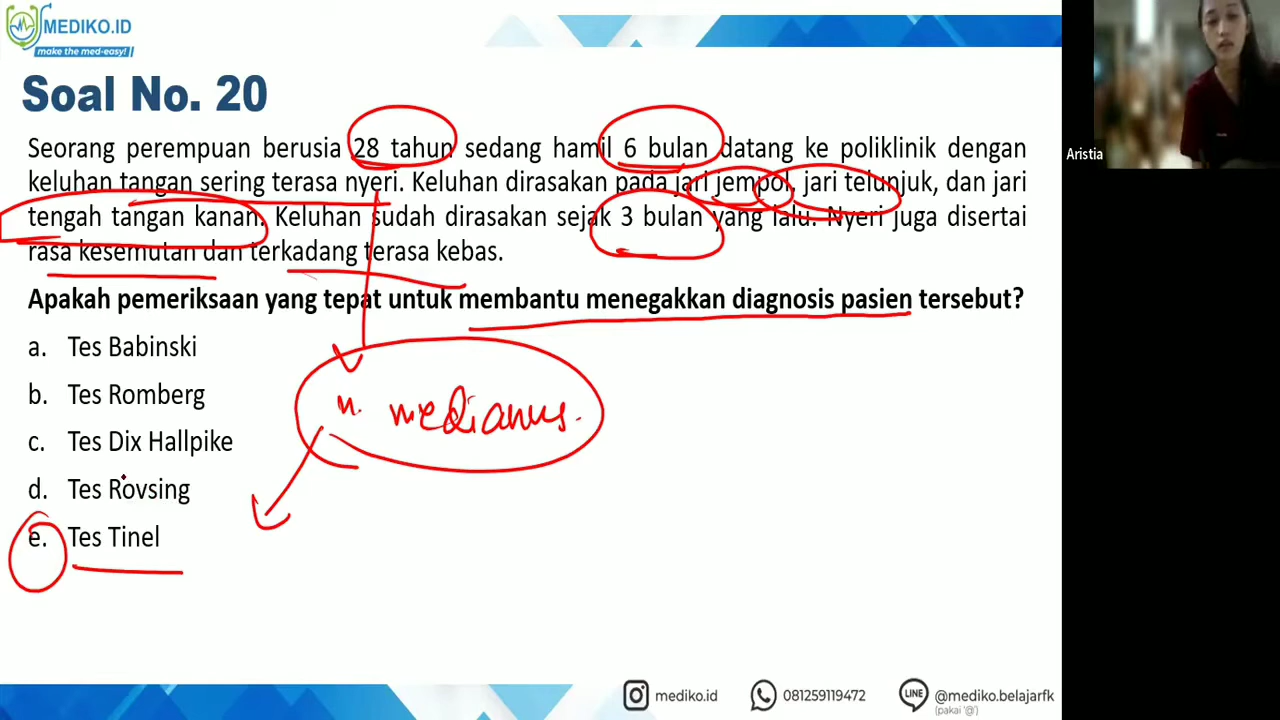 MEDIKO.ID
make the med-easy!
Soal No. 20
Seorang perempuan berusia 28 tahun sedang hamil 6 bulan datang ke poliklinik dengan
keluhan tangan sering terasa nyeri. Keluhan dirasakan pada jari jempol, jari telunjuk, dan jari
tengah tangan kanan. Keluhan sudah dirasakan sejak 3 bulan yang lalu. Nyeri juga disertai
rasa kesemutan dan terkadang terasa kebas.
Apakah pemeriksaan yang tepat untuk membantu menegakkan diagnosis pasien tersebut?
a. Tes Babinski
b. Tes Romberg
c. Tes Dix Hallpike
d. Tes Rovsing
e. Tes Tinel
n. medianus.
Aristia
mediko.id
081259119472
LINE
@mediko.belajarfk
(pakai '@')